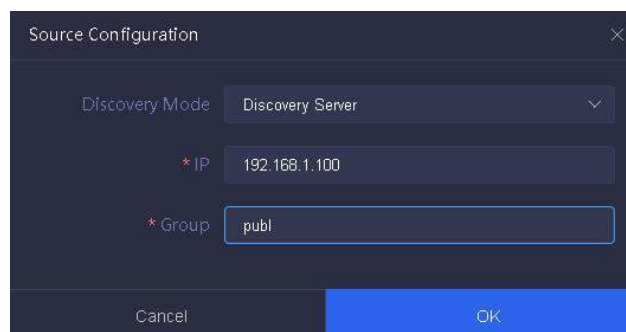 Source Configuration
Discovery Mode Discovery Server
* IP 192.168.1.100
* Group publ
Cancel OK